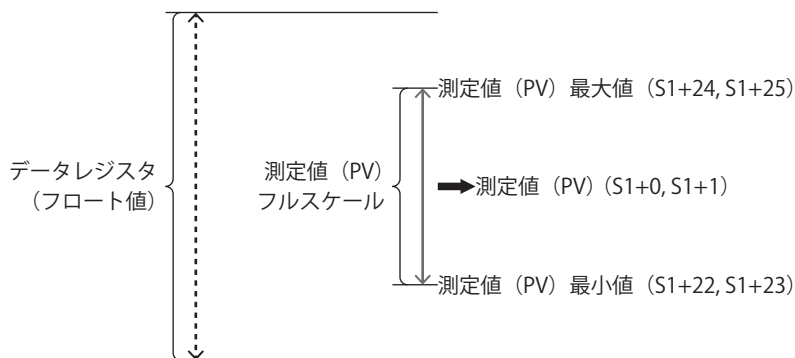 測定値（PV）最大値（S1+24, S1+25）
データレジスタ
（フロート値）
測定値（PV）
フルスケール
測定値（PV）（S1+0, S1+1）
測定値（PV）最小値（S1+22, S1+23）